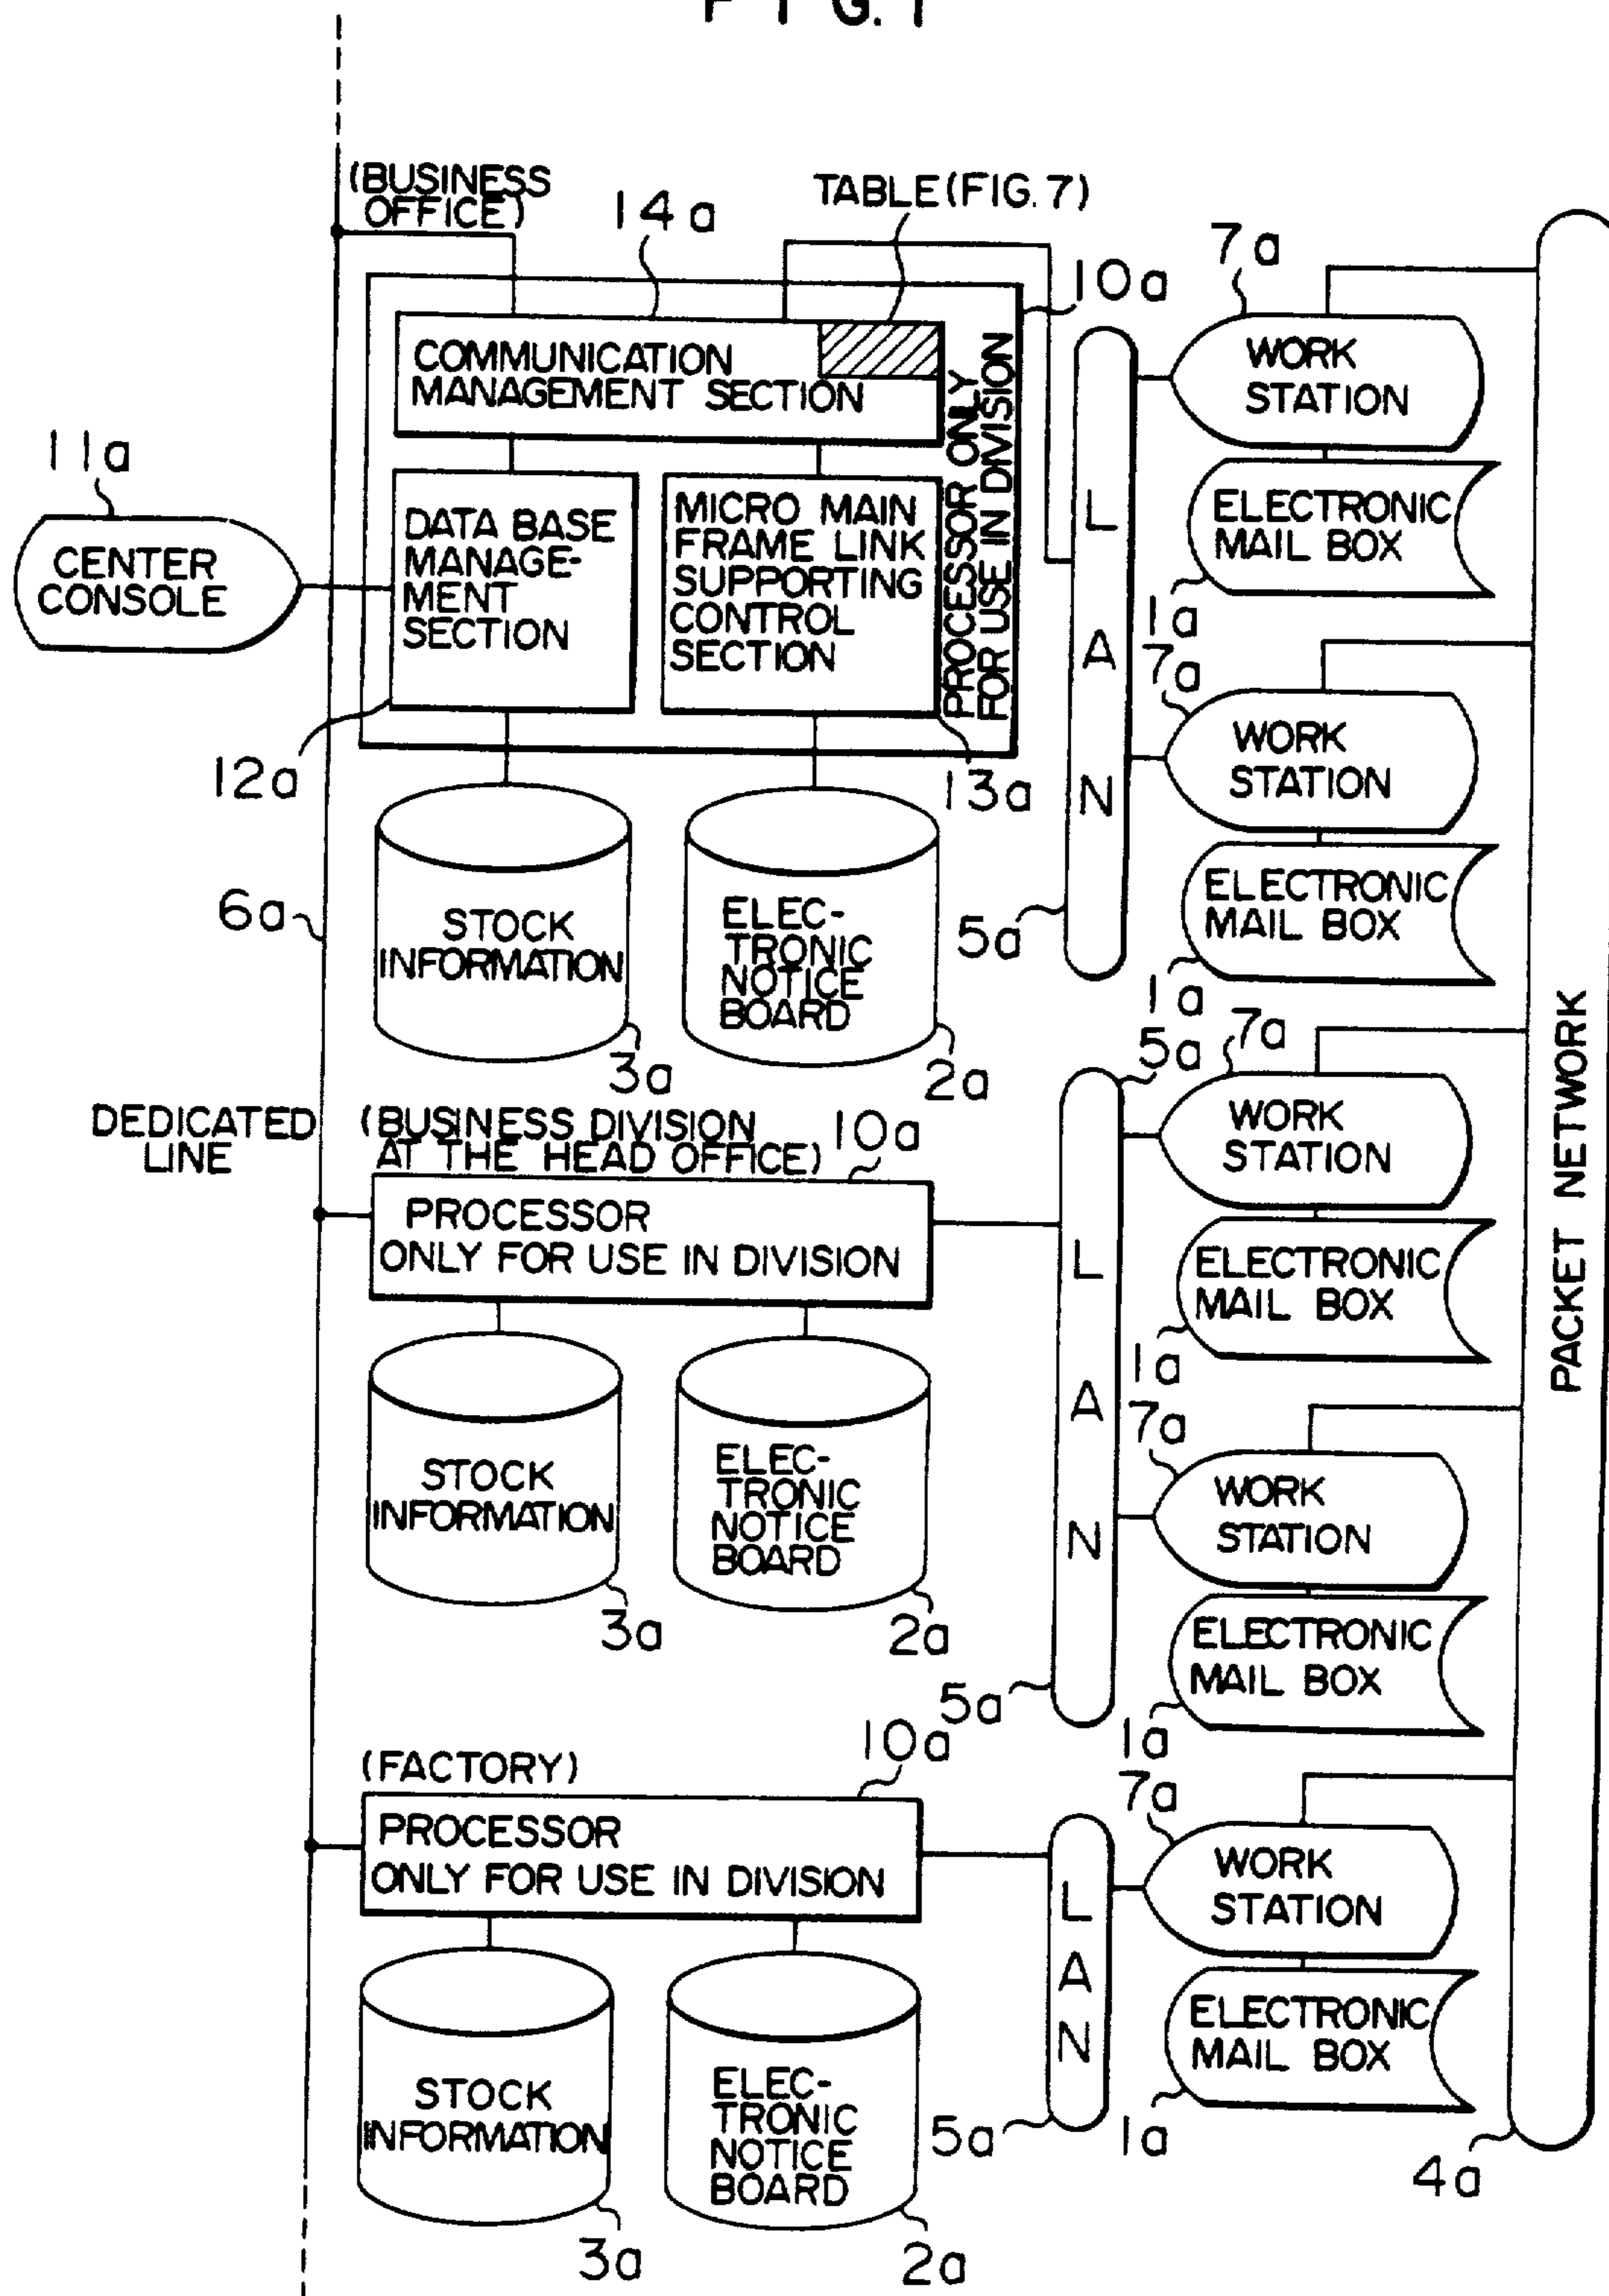 FIG. 1
(BUSINESS
OFFICE)
14a
TABLE (FIG. 7)
10a
COMMUNICATION
MANAGEMENT SECTION
PROCESSOR ONLY
FOR USE IN DIVISION
11a
CENTER
CONSOLE
DATA BASE
MANAGE-
MENT
SECTION
MICRO MAIN
FRAME LINK
SUPPORTING
CONTROL
SECTION
12a
13a
6a
STOCK
INFORMATION
3a
ELEC-
TRONIC
NOTICE
BOARD
2a
LAN
5a
7a
WORK
STATION
ELECTRONIC
MAIL BOX
1a
7a
WORK
STATION
ELECTRONIC
MAIL BOX
1a
DEDICATED
LINE
(BUSINESS DIVISION
AT THE HEAD OFFICE)
10a
PROCESSOR
ONLY FOR USE IN DIVISION
STOCK
INFORMATION
3a
ELEC-
TRONIC
NOTICE
BOARD
2a
5a
LAN
5a
7a
WORK
STATION
ELECTRONIC
MAIL BOX
1a
7a
WORK
STATION
ELECTRONIC
MAIL BOX
1a
(FACTORY)
10a
PROCESSOR
ONLY FOR USE IN DIVISION
STOCK
INFORMATION
3a
ELEC-
TRONIC
NOTICE
BOARD
2a
LAN
5a
7a
WORK
STATION
ELECTRONIC
MAIL BOX
1a
PACKET NETWORK
4a